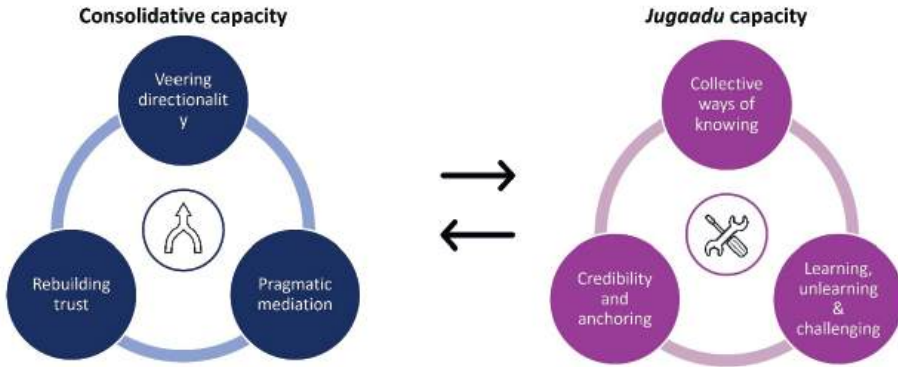 Consolidative capacity
Veering
directionalit
y
Rebuilding
trust
Pragmatic
mediation
Jugaadu capacity
Collective
ways of
knowing
Credibility
and
anchoring
Learning,
unlearning
&
challenging